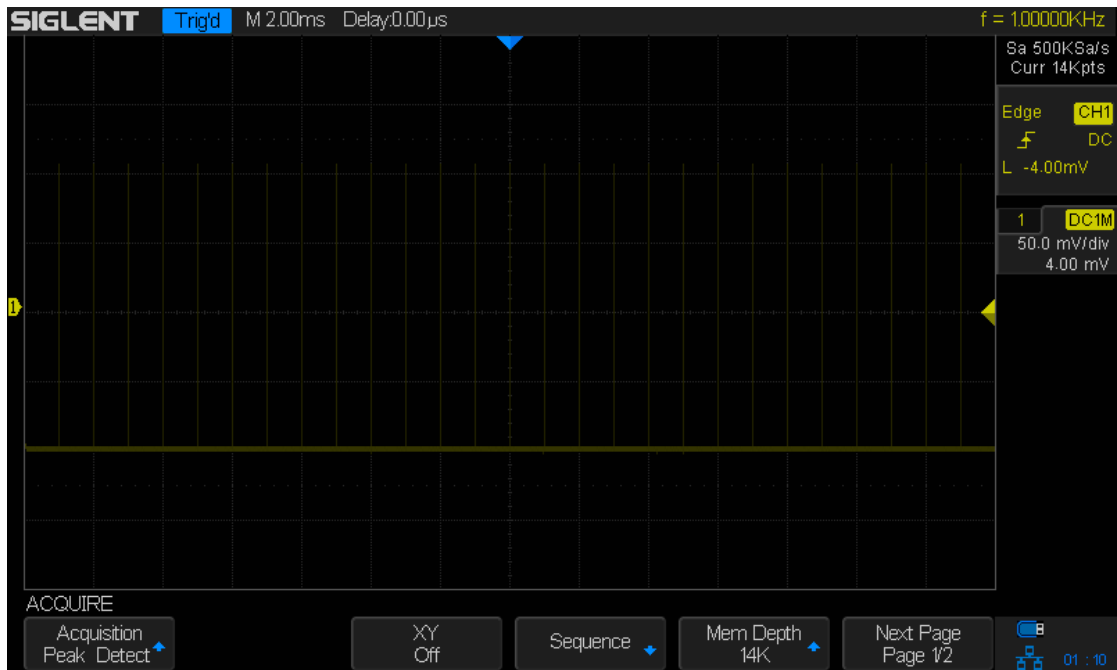 SIGLENT Trig'd M 2.00ms Delay:0.00µs f = 1.00000KHz
Sa 500KSa/s
Curr 14Kpts
Edge CH1
DC
L -4.00mV
1 DC1M
50.0 mV/div
4.00 mV
1
ACQUIRE
Acquisition
Peak Detect
XY
Off
Sequence
Mem Depth
14K
Next Page
Page 1/2
01 : 10